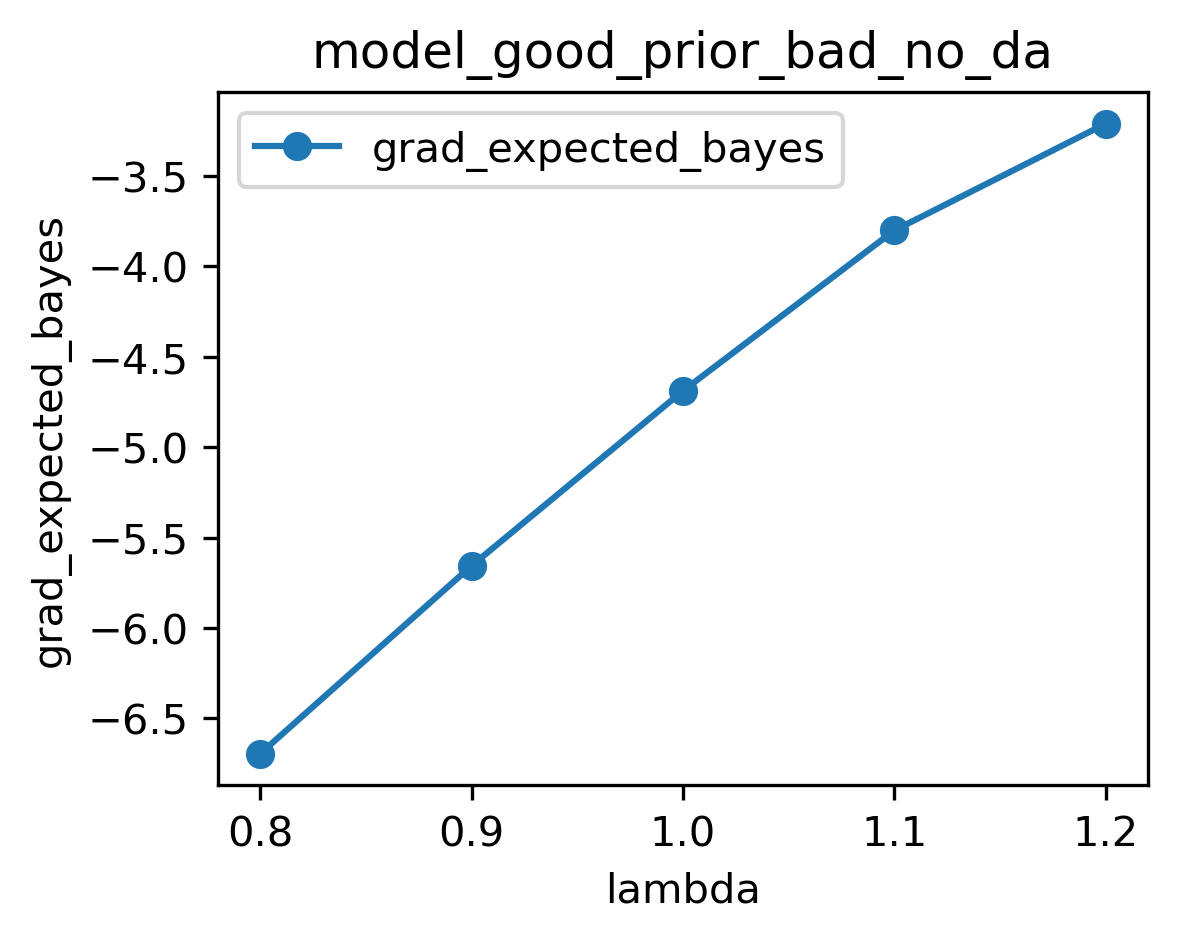 model_good_prior_bad_no_da
grad_expected_bayes
grad_expected_bayes
−3.5
−4.0
−4.5
−5.0
−5.5
−6.0
−6.5
0.8 0.9 1.0 1.1 1.2
lambda